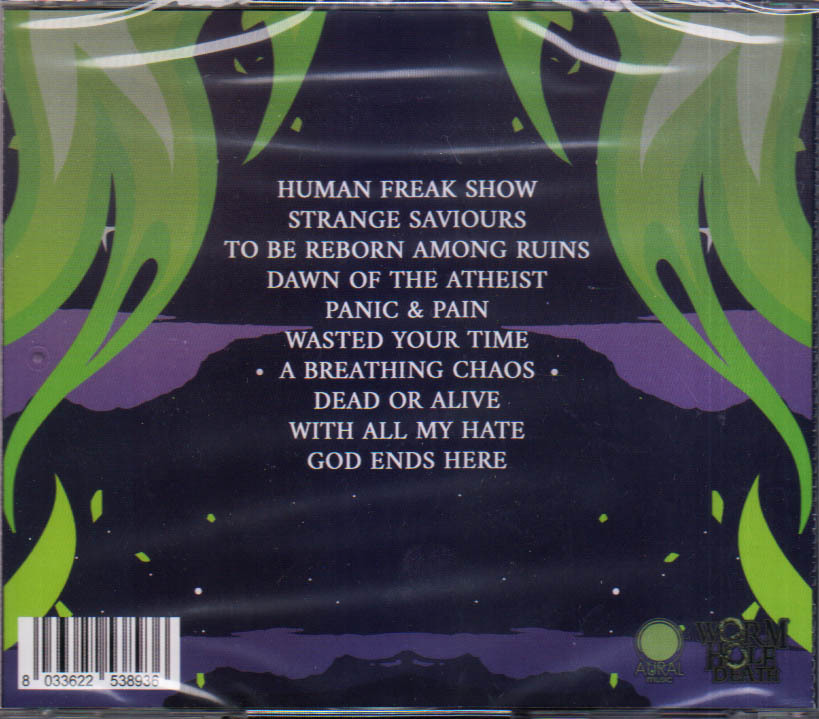 HUMAN FREAK SHOW
STRANGE SAVIOURS
TO BE REBORN AMONG RUINS
DAWN OF THE ATHEIST
PANIC & PAIN
WASTED YOUR TIME
• A BREATHING CHAOS •
DEAD OR ALIVE
WITH ALL MY HATE
GOD ENDS HERE
8 033622 538936
AURAL
music
WORM
HOLE
DEATH